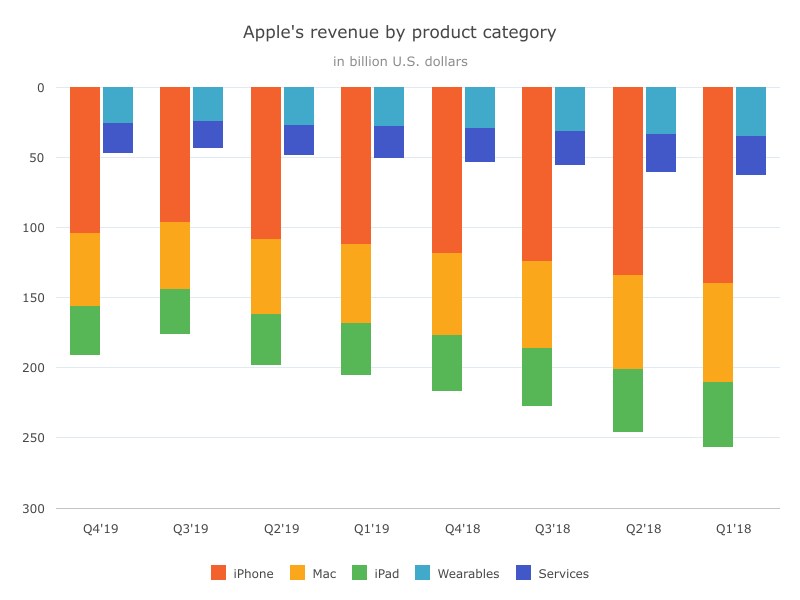 Apple's revenue by product category
in billion U.S. dollars
0
50
100
150
200
250
300
Q4'19 Q3'19 Q2'19 Q1'19 Q4'18 Q3'18 Q2'18 Q1'18
iPhone Mac iPad Wearables Services